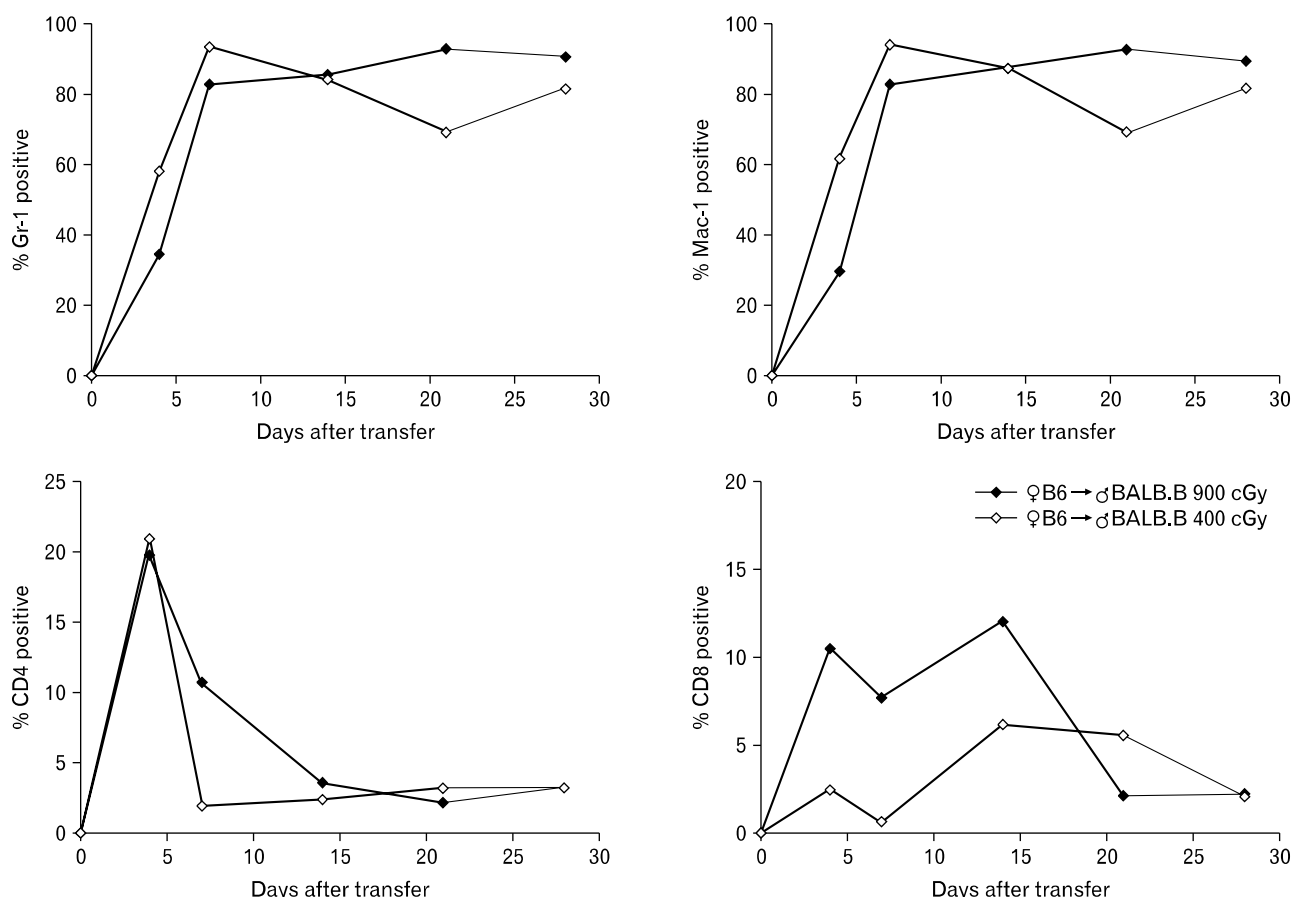 100
80
60
40
20
0
% Gr-1 positive
0 5 10 15 20 25 30
Days after transfer
100
80
60
40
20
0
% Mac-1 positive
0 5 10 15 20 25 30
Days after transfer
25
20
15
10
5
0
% CD4 positive
0 5 10 15 20 25 30
Days after transfer
20
15
10
5
0
% CD8 positive
♀B6→♂BALB.B 900 cGy
♀B6→♂BALB.B 400 cGy
0 5 10 15 20 25 30
Days after transfer